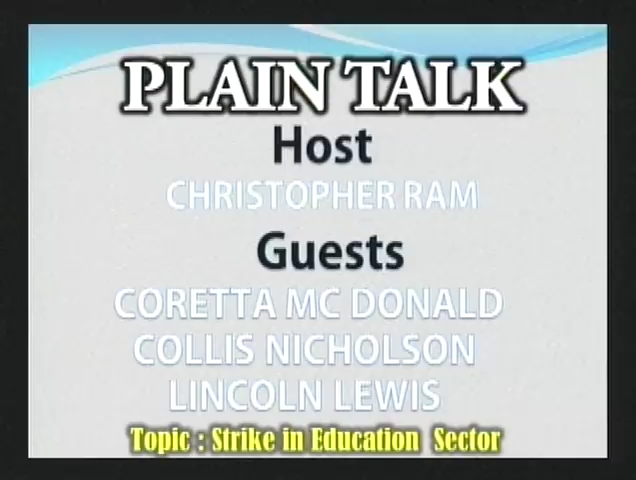 PLAIN TALK
Host
CHRISTOPHER RAM
Guests
CORETTA MC DONALD
COLLIS NICHOLSON
LINCOLN LEWIS
Topic : Strike in Education Sector